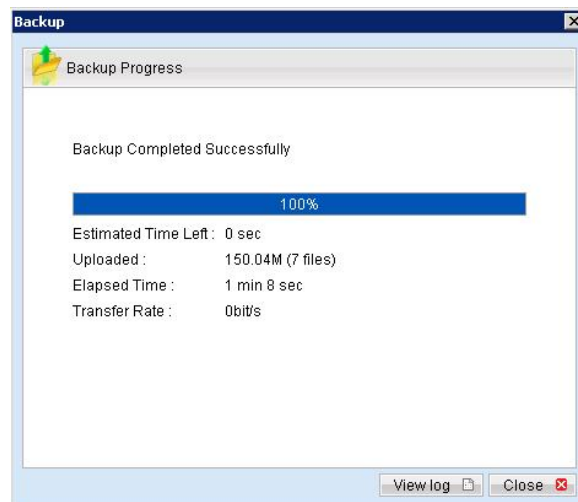 Backup
Backup Progress
Backup Completed Successfully
100%
Estimated Time Left : 0 sec
Uploaded : 150.04M (7 files)
Elapsed Time : 1 min 8 sec
Transfer Rate : 0bit/s
View log Close